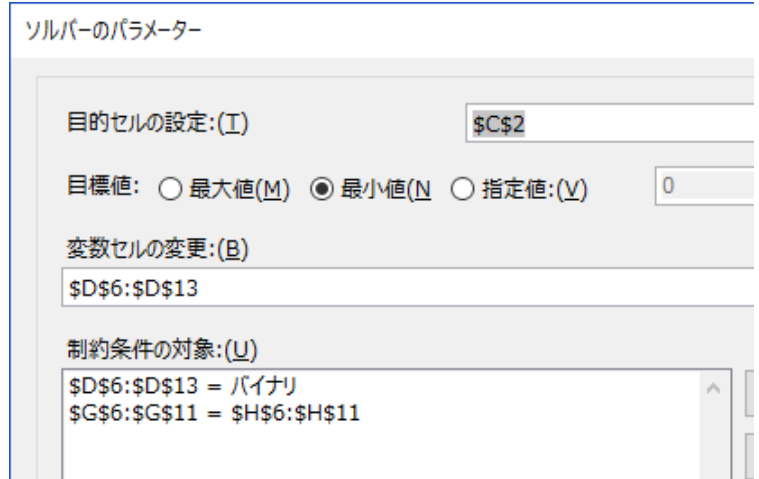 ソルバーのパラメーター
目的セルの設定:(T) $C$2
目標値: 最大値(M) 最小値(N 指定値:(V) 0
変数セルの変更:(B)
$D$6:$D$13
制約条件の対象:(U)
$D$6:$D$13 = バイナリ
$G$6:$G$11 = $H$6:$H$11